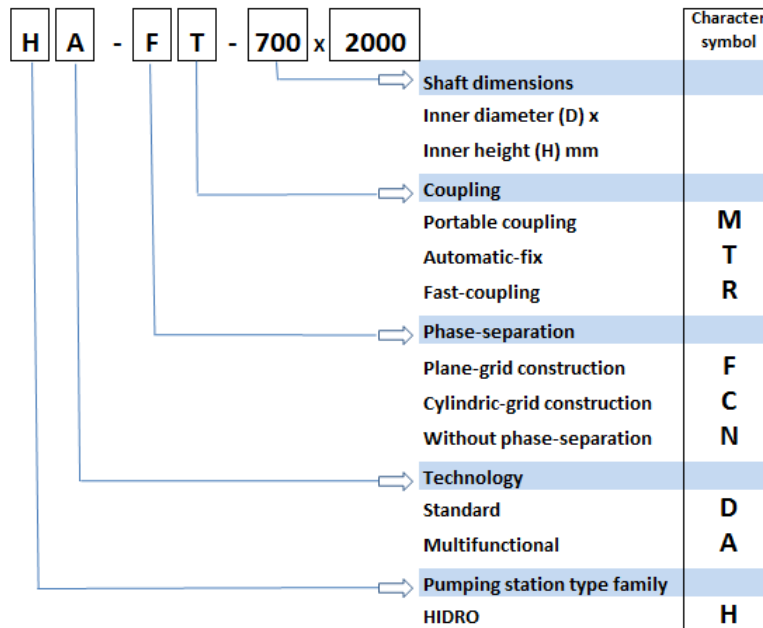 H A - F T - 700 x 2000
Character
symbol
Shaft dimensions
Inner diameter (D) x
Inner height (H) mm
Coupling
Portable coupling M
Automatic-fix T
Fast-coupling R
Phase-separation
Plane-grid construction F
Cylindric-grid construction C
Without phase-separation N
Technology
Standard D
Multifunctional A
Pumping station type family
HIDRO H